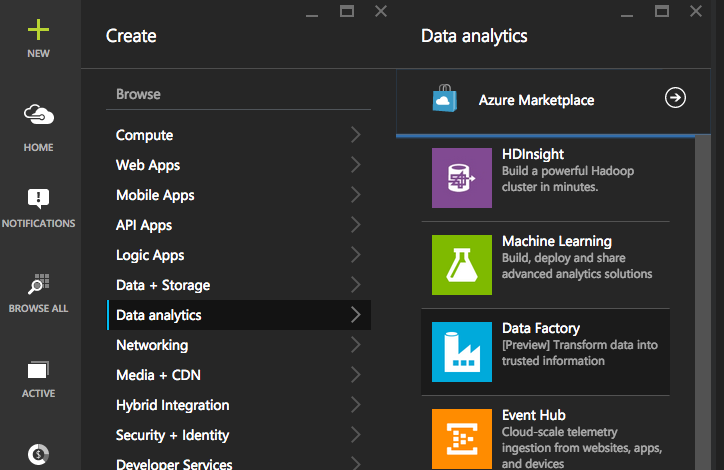 NEW
HOME
NOTIFICATIONS
BROWSE ALL
ACTIVE
Create
Browse
Compute
Web Apps
Mobile Apps
API Apps
Logic Apps
Data + Storage
Data analytics
Networking
Media + CDN
Hybrid Integration
Security + Identity
Developer Services
Data analytics
Azure Marketplace
HDInsight
Build a powerful Hadoop
cluster in minutes.
Machine Learning
Build, deploy and share
advanced analytics solutions
Data Factory
[Preview] Transform data into
trusted information
Event Hub
Cloud-scale telemetry
ingestion from websites, apps,
and devices